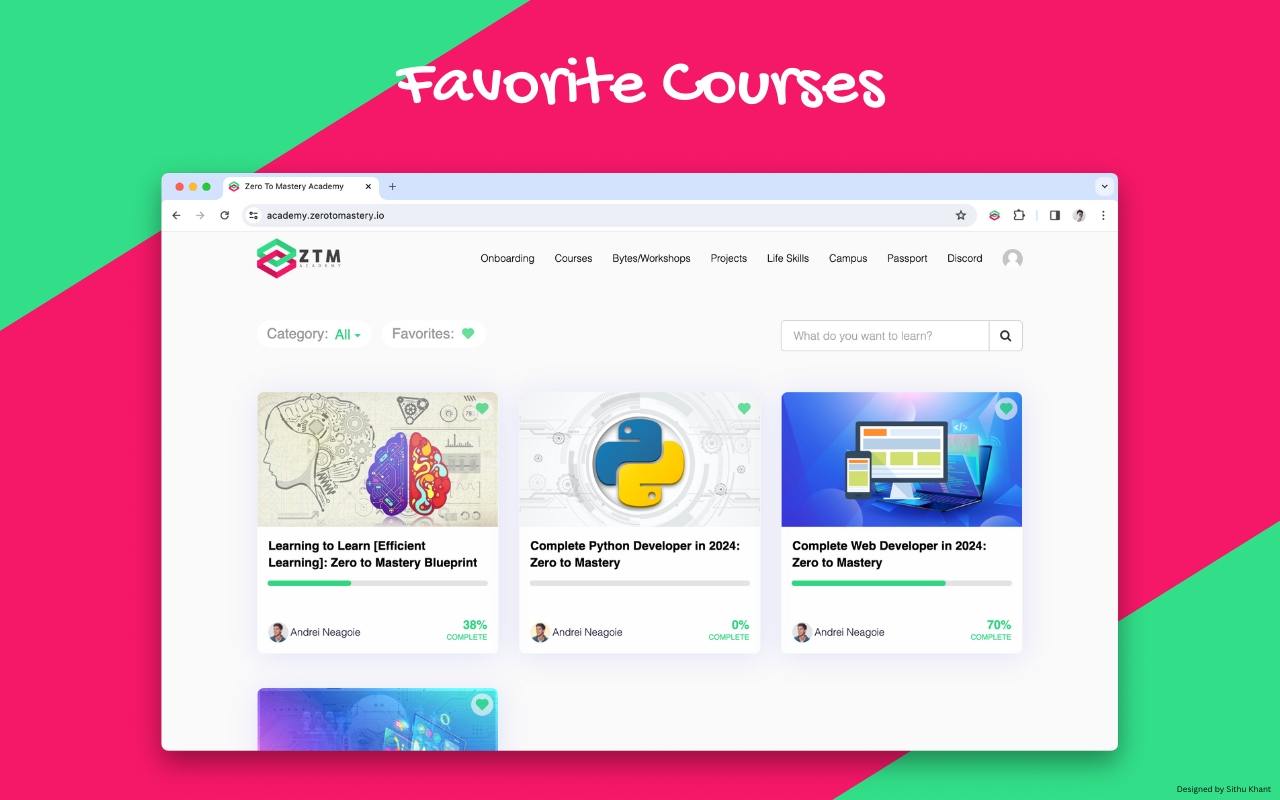 Favorite Courses
Zero To Mastery Academy
academy.zerotomastery.io
ZTM
ACADEMY
Onboarding Courses Bytes/Workshops Projects Life Skills Campus Passport Discord
Category: All Favorites:
What do you want to learn?
78%
Learning to Learn [Efficient
Learning]: Zero to Mastery Blueprint
Andrei Neagoie
38%
COMPLETE
Complete Python Developer in 2024:
Zero to Mastery
Andrei Neagoie
0%
COMPLETE
</>
Complete Web Developer in 2024:
Zero to Mastery
Andrei Neagoie
70%
COMPLETE
Designed by Sithu Khant